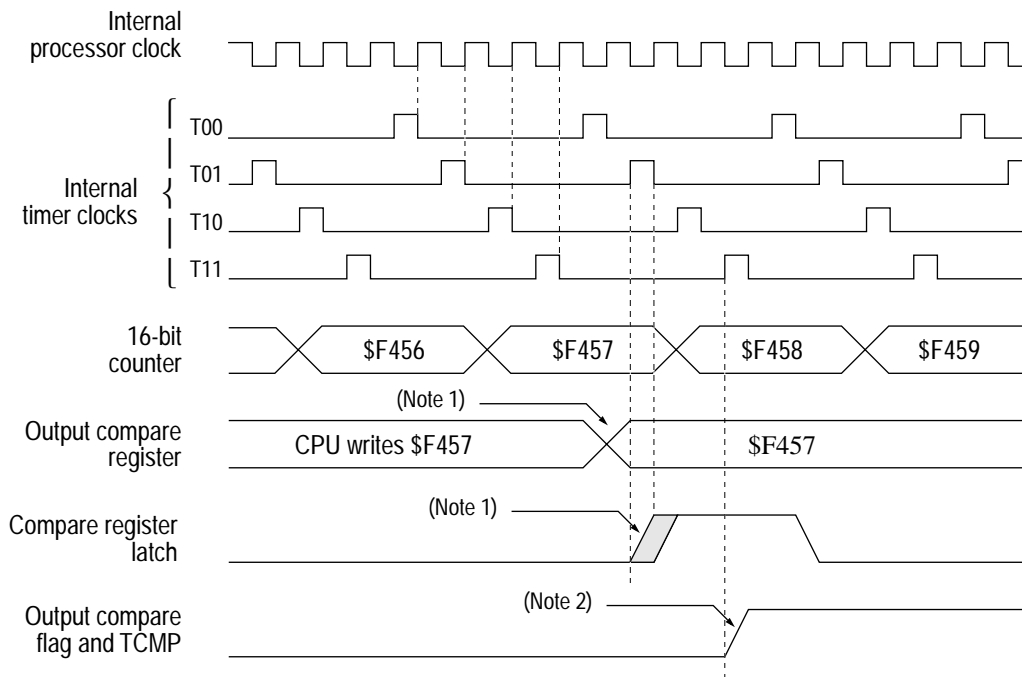 Internal
processor clock
T00
T01
Internal
timer clocks
T10
T11
16-bit
counter
$F456
$F457
$F458
$F459
(Note 1)
Output compare
register
CPU writes $F457
$F457
(Note 1)
Compare register
latch
(Note 2)
Output compare
flag and TCMP